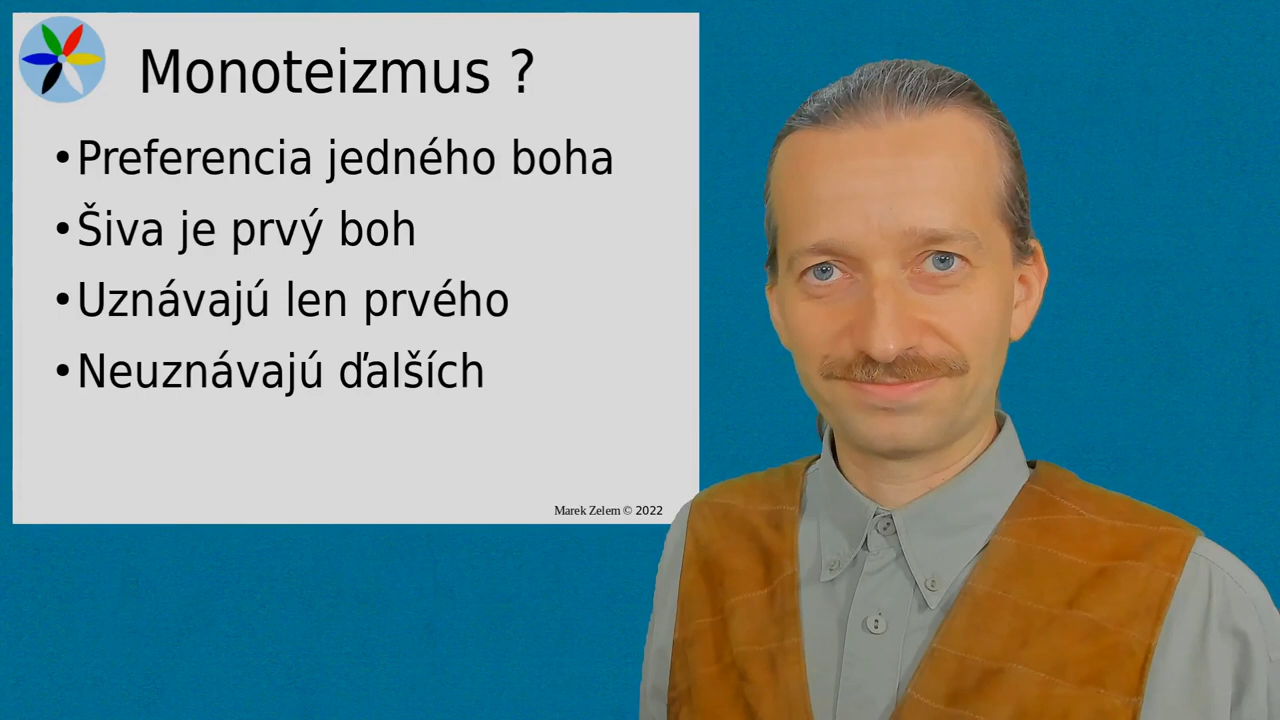 Monoteizmus ?
•Preferencia jedného boha
•Šiva je prvý boh
•Uznávajú len prvého
•Neuznávajú ďalších
Marek Zelem © 2022